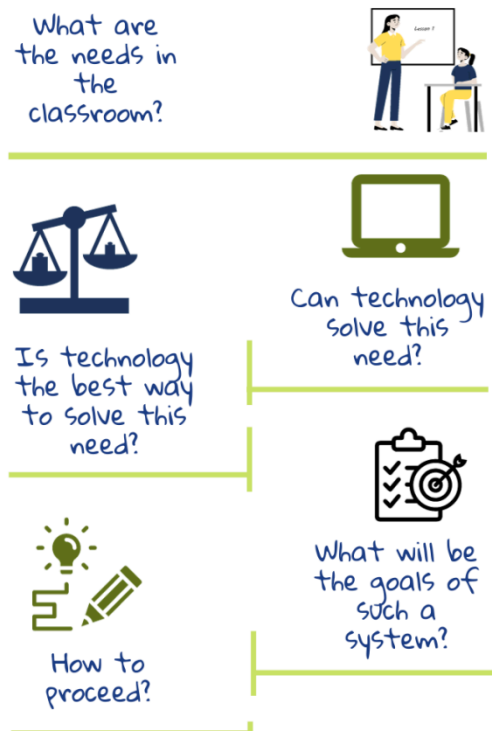 What are
the needs in
the
classroom?
Lesson 1
Can technology
solve this
need?
Is technology
the best way
to solve this
need?
What will be
the goals of
such a
system?
How to
proceed?